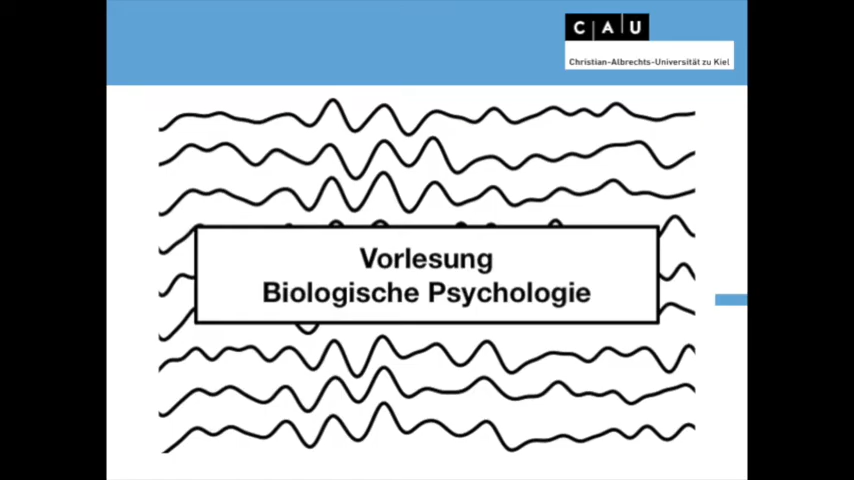 CAU
Christian-Albrechts-Universität zu Kiel
Vorlesung
Biologische Psychologie